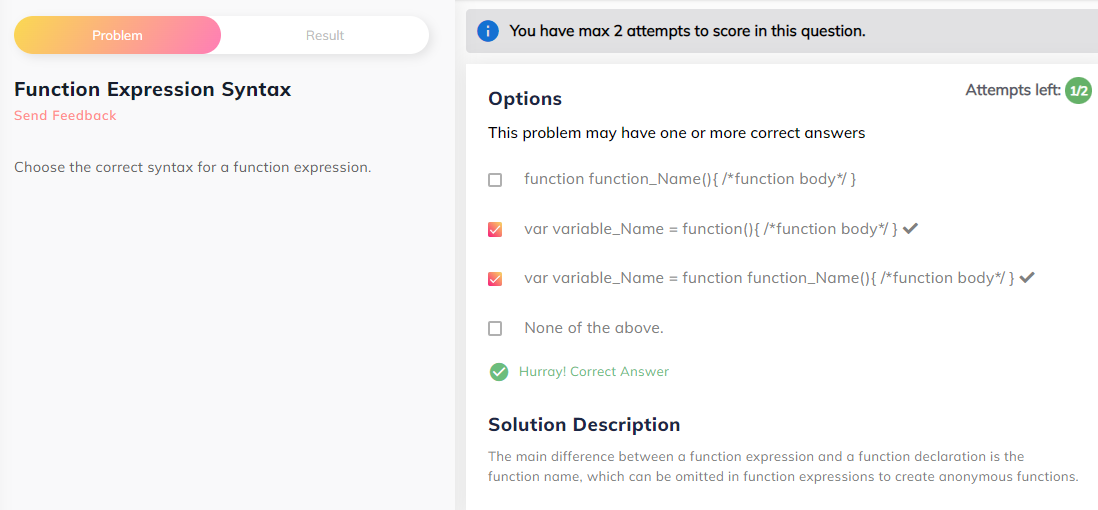 Problem
Result
Function Expression Syntax
Send Feedback
Choose the correct syntax for a function expression.
You have max 2 attempts to score in this question.
Attempts left: 1/2
Options
This problem may have one or more correct answers
function function_Name(){ /*function body*/ }
var variable_Name = function(){ /*function body*/ }
var variable_Name = function function_Name(){ /*function body*/ }
None of the above.
Hurray! Correct Answer
Solution Description
The main difference between a function expression and a function declaration is the
function name, which can be omitted in function expressions to create anonymous functions.